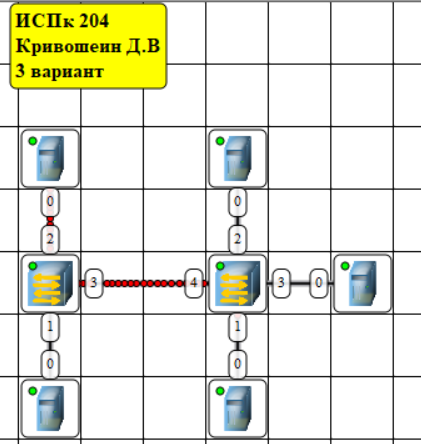 ИСПк 204
Кривошеин Д.В
3 вариант
0 0
2 2
3 4 3 0
1 1
0 0